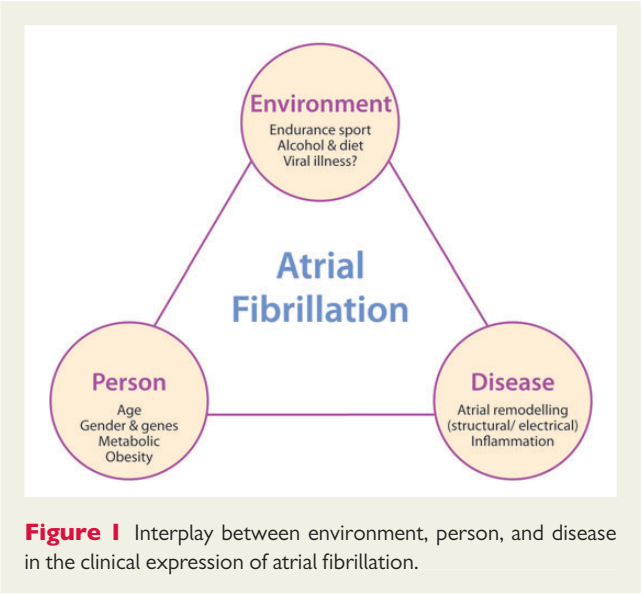 Environment
Endurance sport
Alcohol & diet
Viral illness?
Atrial
Fibrillation
Person
Age
Gender & genes
Metabolic
Obesity
Disease
Atrial remodelling
(structural/ electrical)
Inflammation
Figure 1 Interplay between environment, person, and disease
in the clinical expression of atrial fibrillation.